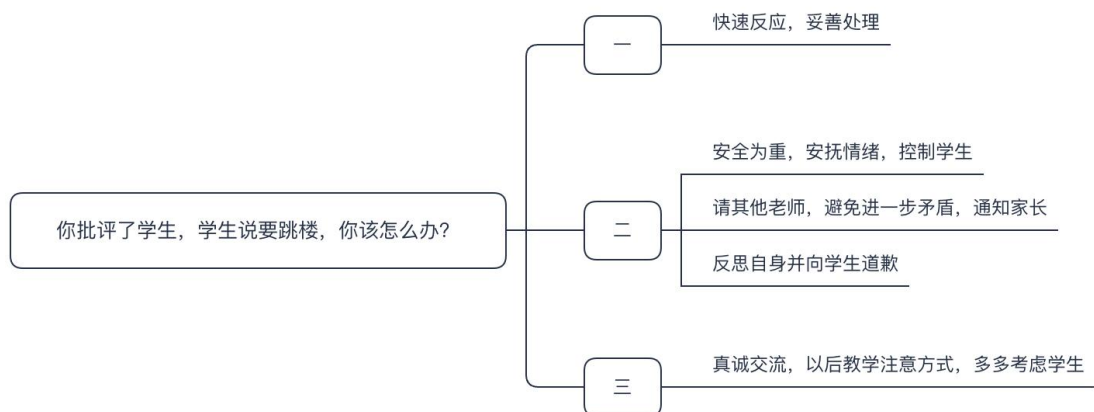 你批评了学生，学生说要跳楼，你该怎么办？
一
快速反应，妥善处理
二
安全为重，安抚情绪，控制学生
请其他老师，避免进一步矛盾，通知家长
反思自身并向学生道歉
三
真诚交流，以后教学注意方式，多多考虑学生